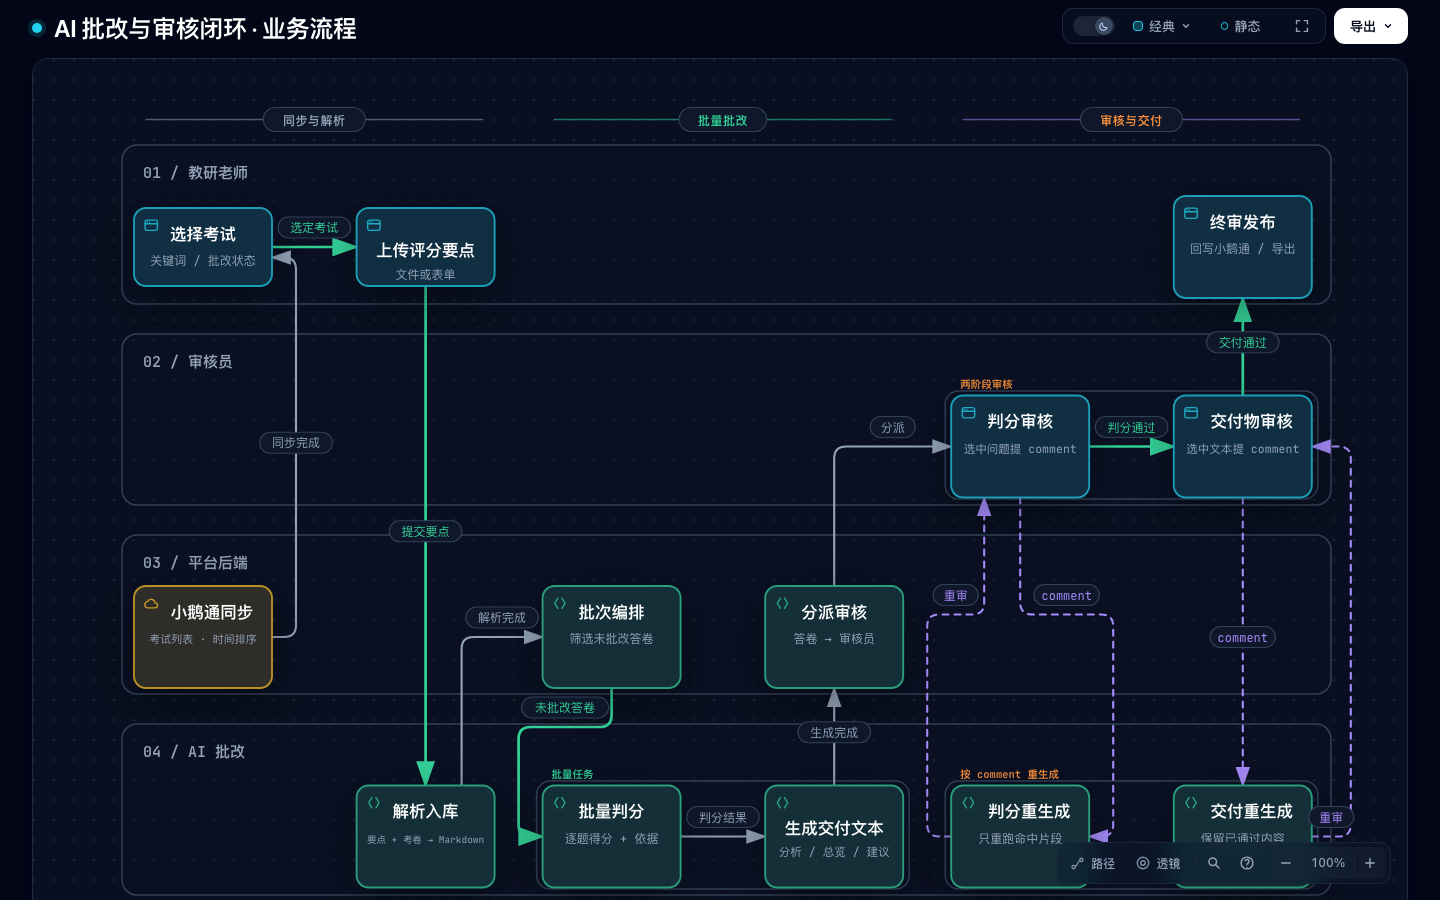 AI 批改与审核闭环 · 业务流程
经典
静态
导出
同步与解析
批量批改
审核与交付
01 / 教研老师
选择考试
关键词 / 批改状态
选定考试
上传评分要点
文件或表单
终审发布
回写小鹅通 / 导出
交付通过
02 / 审核员
两阶段审核
分派
判分审核
选中问题提 comment
判分通过
交付物审核
选中文本提 comment
同步完成
提交要点
03 / 平台后端
小鹅通同步
考试列表 · 时间排序
解析完成
批次编排
筛选未批改答卷
分派审核
答卷 → 审核员
重审
comment
comment
未批改答卷
生成完成
04 / AI 批改
批量任务
按 comment 重生成
解析入库
要点 + 考卷 → Markdown
批量判分
逐题得分 + 依据
判分结果
生成交付文本
分析 / 总览 / 建议
判分重生成
只重跑命中片段
交付重生成
保留已通过内容
重审
路径
透镜
100%